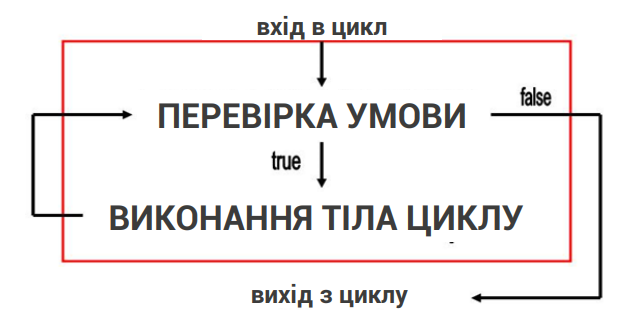 вхід в цикл
false
ПЕРЕВІРКА УМОВИ
true
ВИКОНАННЯ ТІЛА ЦИКЛУ
вихід з циклу